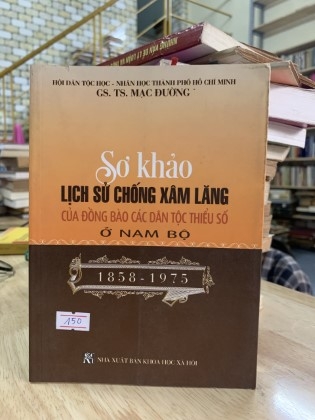 HỘI DÂN TỘC HỌC - NHÂN HỌC THÀNH PHỐ HỒ CHÍ MINH
GS. TS. MẠC ĐƯỜNG
Sơ khảo
LỊCH SỬ CHỐNG XÂM LĂNG
CỦA ĐỒNG BÀO CÁC DÂN TỘC THIỂU SỐ
Ở NAM BỘ
1858-1975
150
NHÀ XUẤT BẢN KHOA HỌC XÃ HỘI